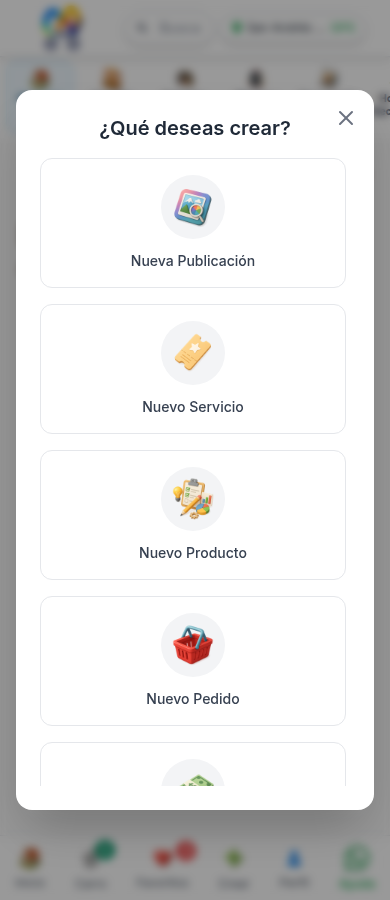 ¿Qué deseas crear?
Nueva Publicación
Nuevo Servicio
Nuevo Producto
Nuevo Pedido